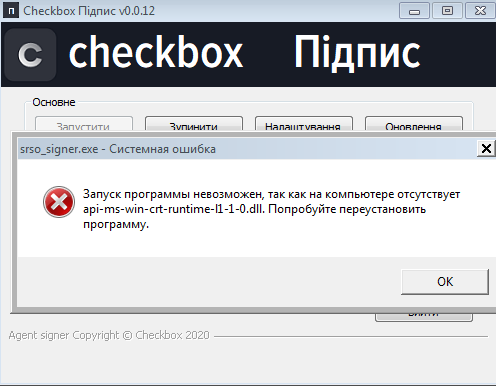 Checkbox Підпис v0.0.12
checkbox Підпис
Основне
Запустити Зупинити Налаштування Оновлення
srso_signer.exe - Системная ошибка
Запуск программы невозможен, так как на компьютере отсутствует
api-ms-win-crt-runtime-l1-1-0.dll. Попробуйте переустановить
программу.
OK
Вийти
Agent signer Copyright © Checkbox 2020